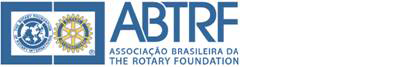 ABTRF
ASSOCIAÇÃO BRASILEIRA DA
THE ROTARY FOUNDATION